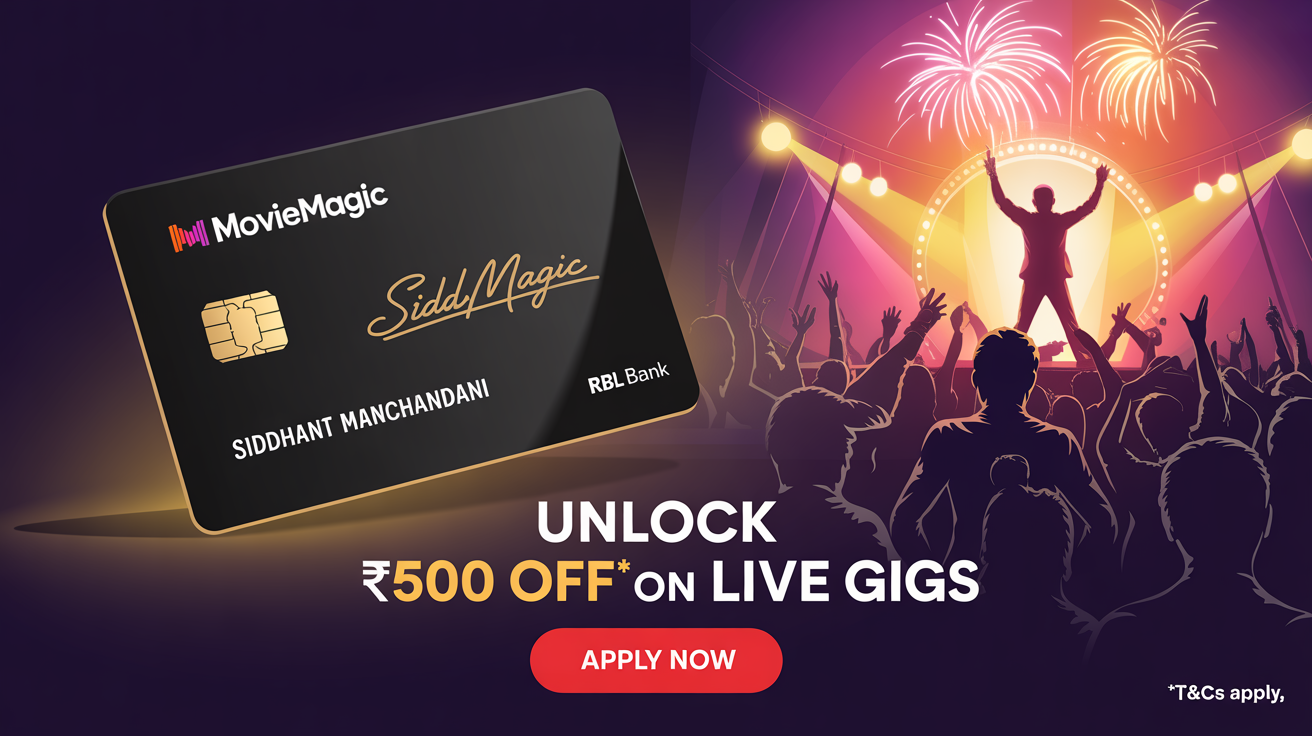 MovieMagic
SiddMagic
SIDDHANT MANCHANDANI
RBL Bank
UNLOCK
₹500 OFF* ON LIVE GIGS
APPLY NOW
*T&Cs apply,